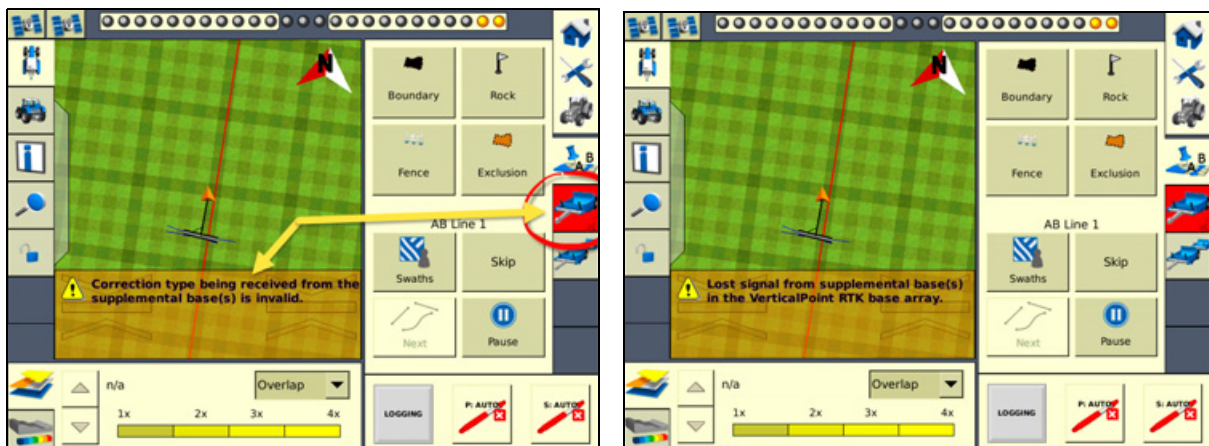 N
Boundary
Rock
Fence
Exclusion
A B
AB Line 1
Swaths
Skip
Correction type being received from the
supplemental base(s) is invalid.
Next
Pause
n/a
Overlap
1x 2x 3x 4x
LOGGING
P: AUTO
S: AUTO
N
Boundary
Rock
Fence
Exclusion
A B
AB Line 1
Swaths
Skip
Lost signal from supplemental base(s)
in the VerticalPoint RTK base array.
Next
Pause
n/a
Overlap
1x 2x 3x 4x
LOGGING
P: AUTO
S: AUTO